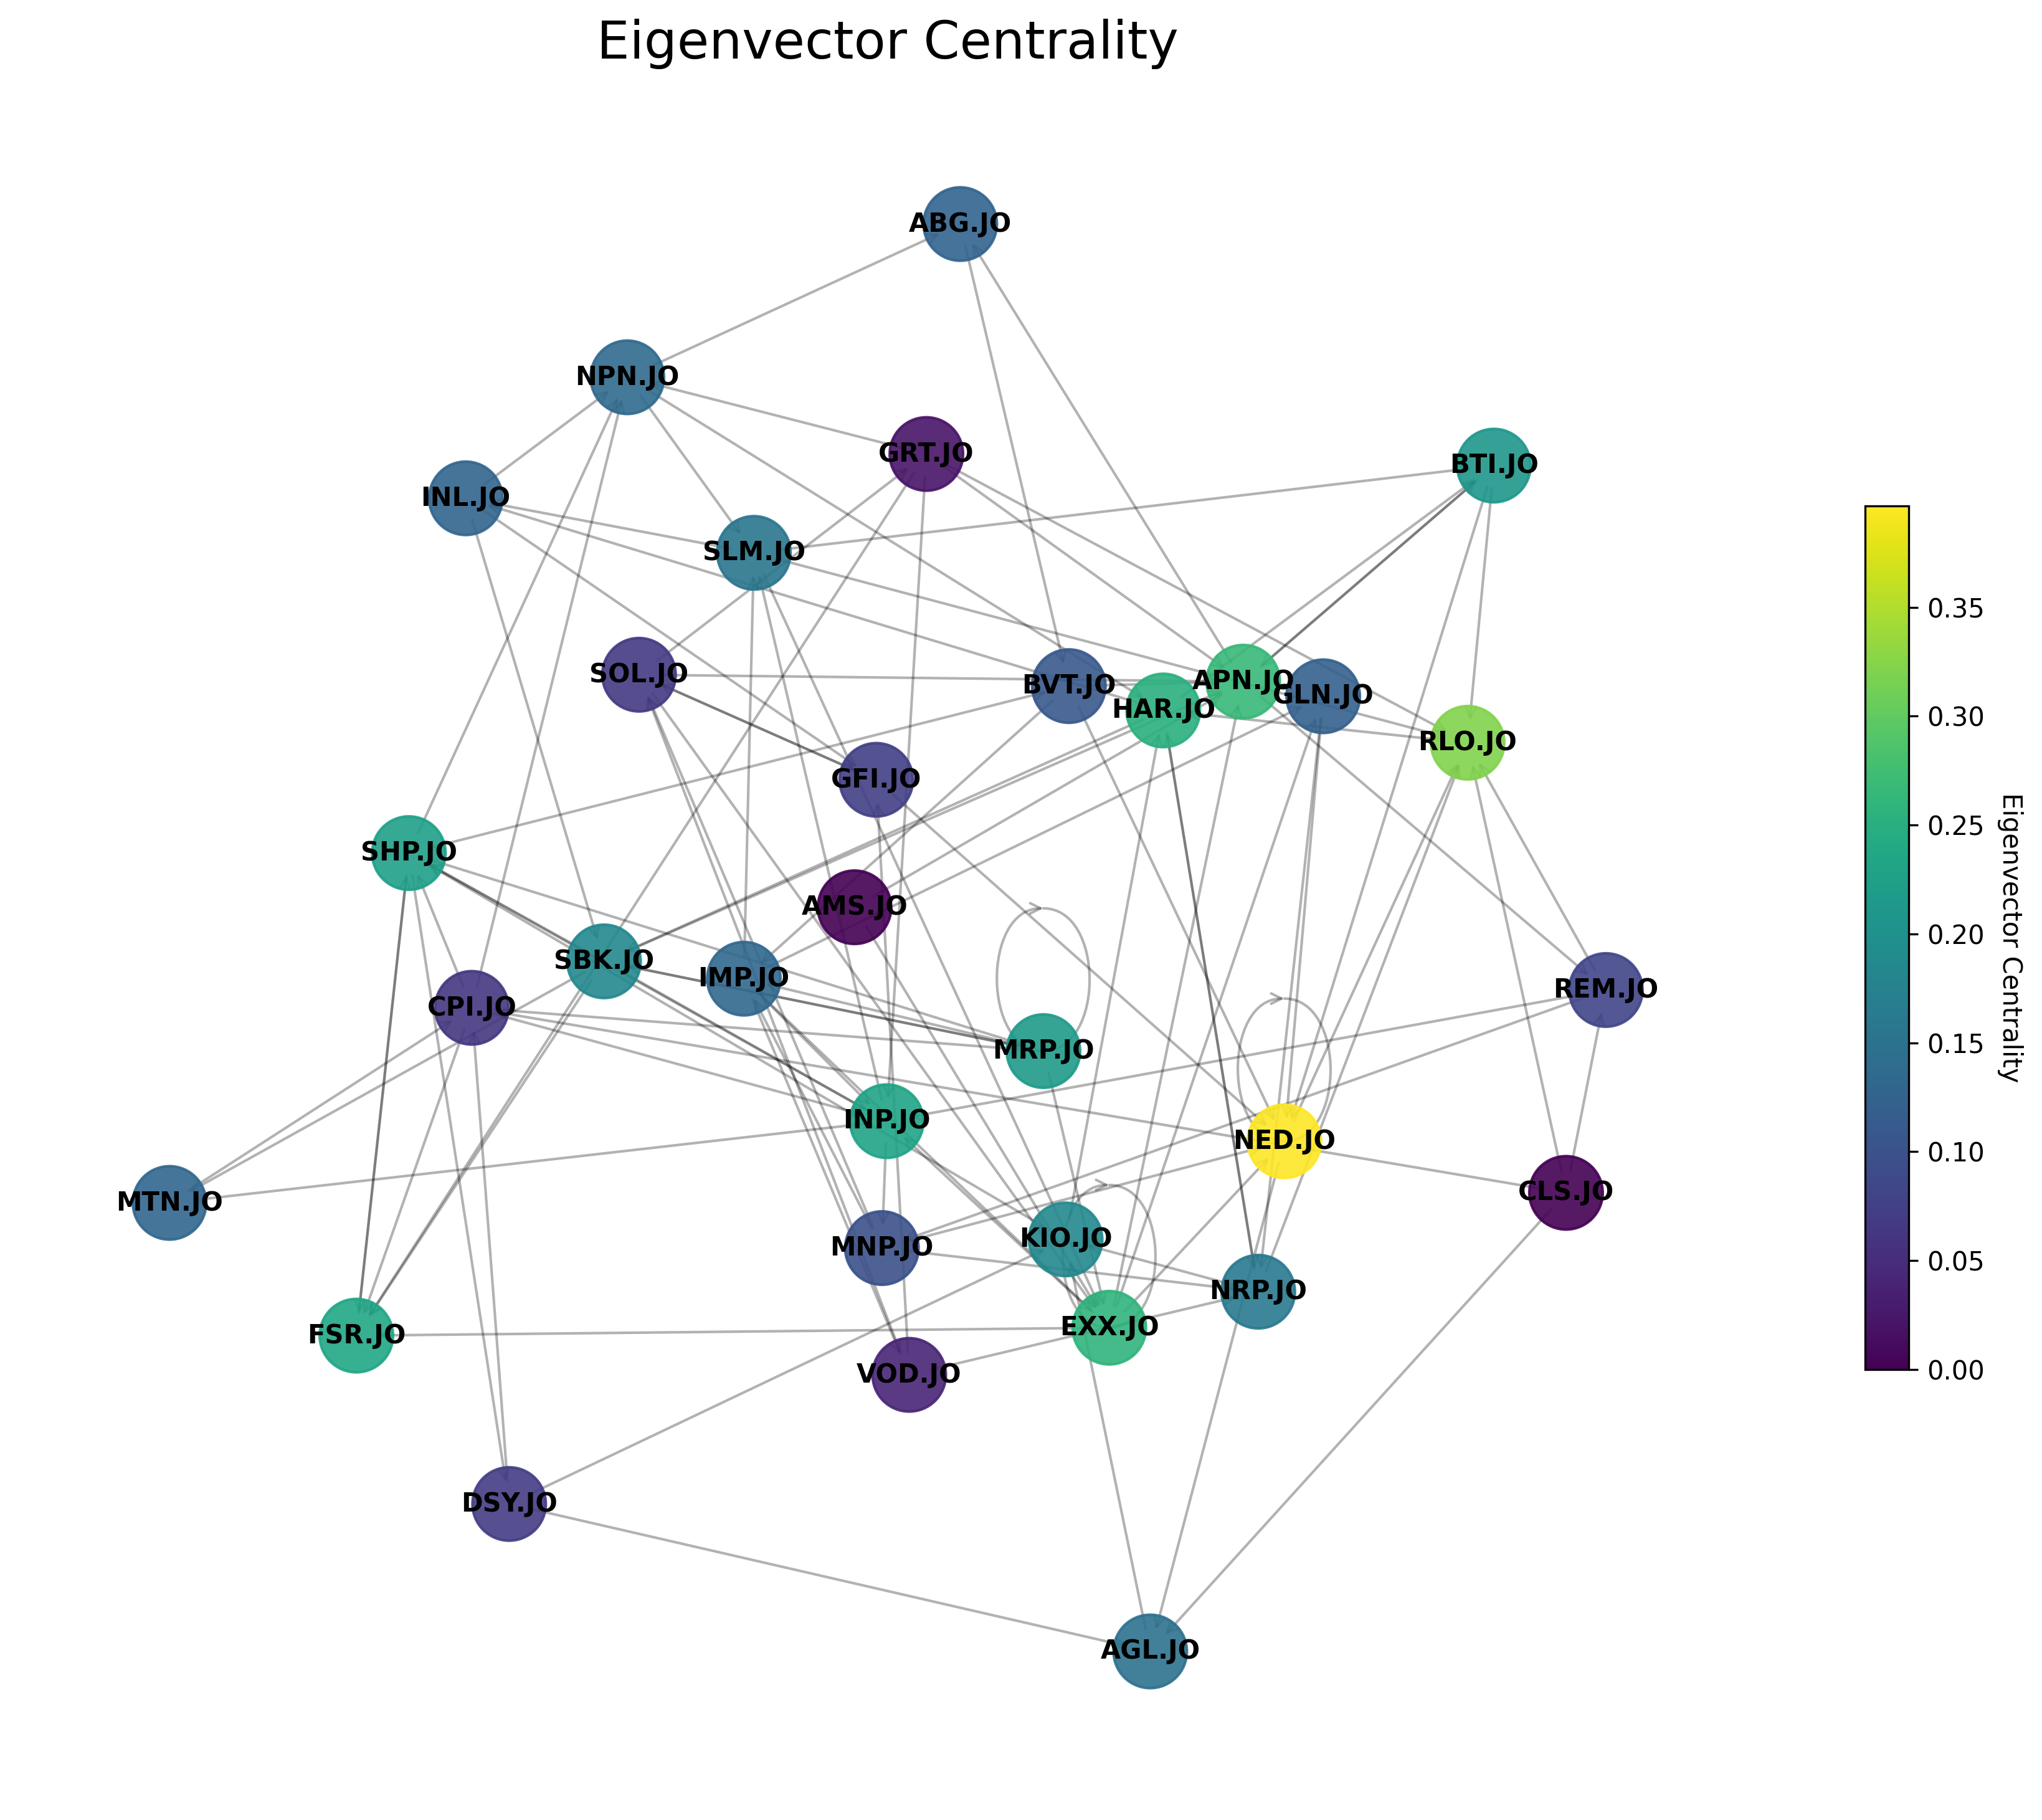 Eigenvector Centrality
ABG.JO
NPN.JO
GRT.JO
BTI.JO
INL.JO
SLM.JO
SOL.JO
BVT.JO
APN.JO
GLN.JO
HAR.JO
RLO.JO
GFI.JO
SHP.JO
AMS.JO
SBK.JO
IMP.JO
REM.JO
CPI.JO
MRP.JO
INP.JO
NED.JO
MTN.JO
CLS.JO
KIO.JO
MNP.JO
NRP.JO
EXX.JO
FSR.JO
VOD.JO
DSY.JO
AGL.JO
0.35
0.30
0.25
0.20
0.15
0.10
0.05
0.00
Eigenvector Centrality